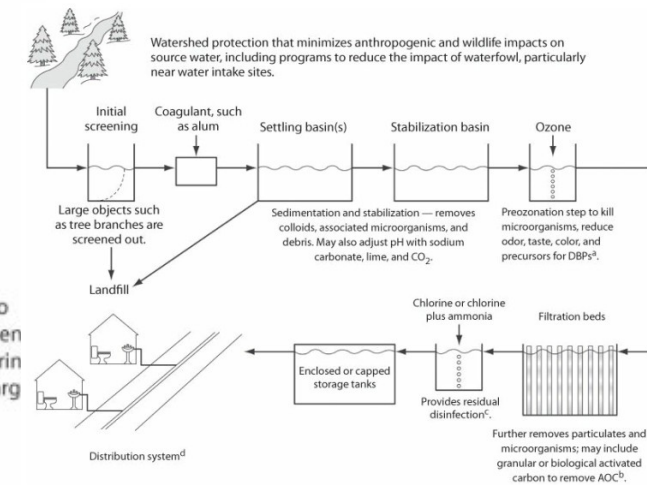 Watershed protection that minimizes anthropogenic and wildlife impacts on
source water, including programs to reduce the impact of waterfowl, particularly
near water intake sites.
Initial
screening
Coagulant, such
as alum
Settling basin(s)
Stabilization basin
Ozone
Large objects such
as tree branches are
screened out.
Sedimentation and stabilization — removes
colloids, associated microorganisms, and
debris. May also adjust pH with sodium
carbonate, lime, and CO₂.
Preozonation step to kill
microorganisms, reduce
odor, taste, color, and
precursors for DBPsᵃ.
Landfill
Chlorine or chlorine
plus ammonia
Filtration beds
Enclosed or capped
storage tanks
Provides residual
disinfectionᶜ.
Further removes particulates and
microorganisms; may include
granular or biological activated
carbon to remove AOCᵇ.
Distribution systemᵈ